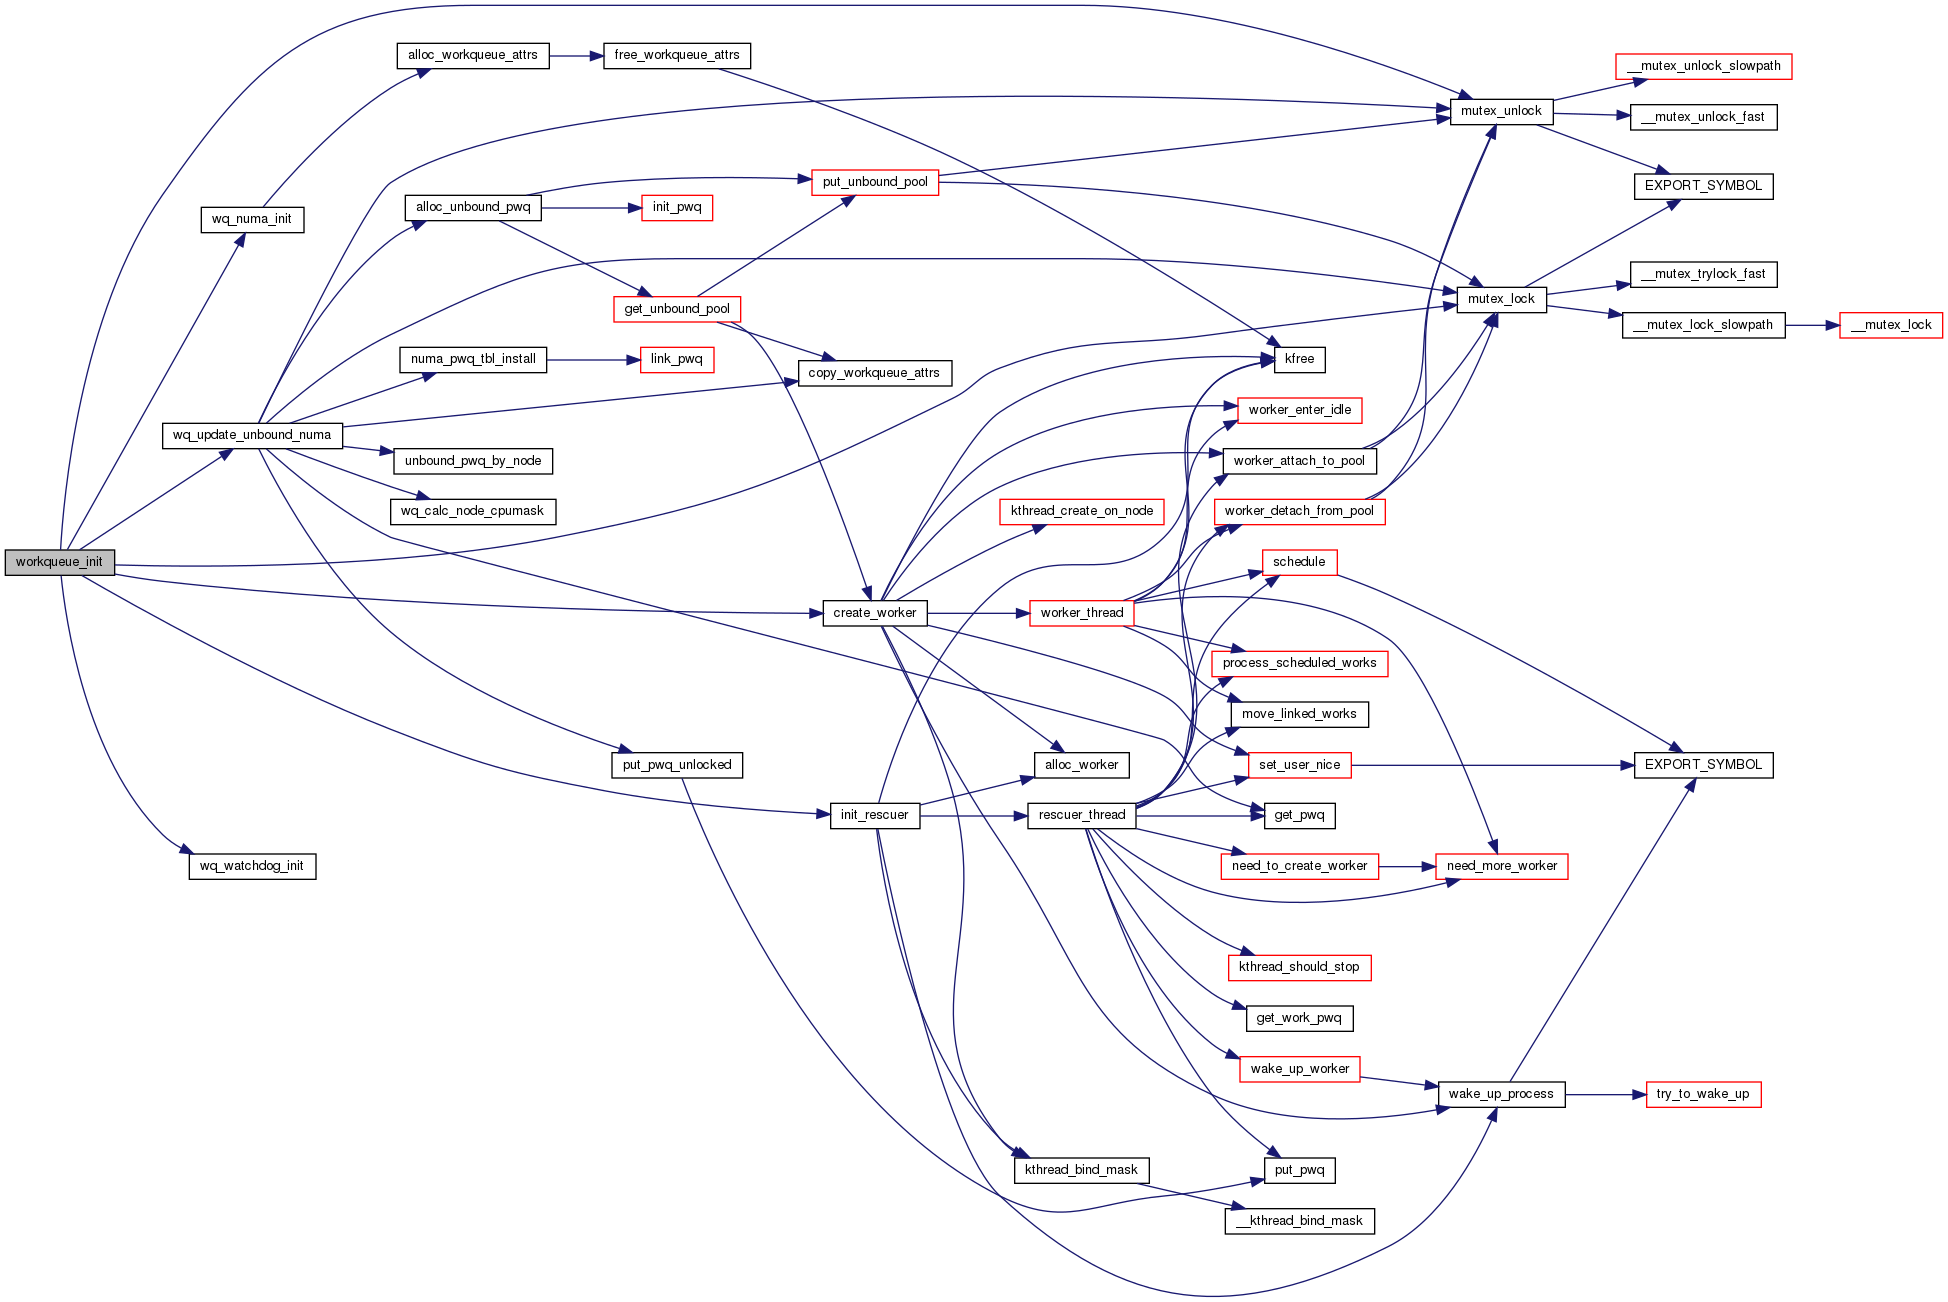 workqueue_init
wq_numa_init
wq_update_unbound_numa
wq_watchdog_init
alloc_workqueue_attrs
alloc_unbound_pwq
numa_pwq_tbl_install
unbound_pwq_by_node
wq_calc_node_cpumask
free_workqueue_attrs
init_pwq
get_unbound_pool
link_pwq
put_pwq_unlocked
put_unbound_pool
copy_workqueue_attrs
create_worker
init_rescuer
kthread_create_on_node
worker_thread
alloc_worker
rescuer_thread
kthread_bind_mask
kfree
worker_enter_idle
worker_attach_to_pool
worker_detach_from_pool
schedule
process_scheduled_works
move_linked_works
set_user_nice
get_pwq
need_to_create_worker
kthread_should_stop
get_work_pwq
wake_up_worker
put_pwq
__kthread_bind_mask
mutex_unlock
mutex_lock
need_more_worker
wake_up_process
__mutex_unlock_slowpath
__mutex_unlock_fast
EXPORT_SYMBOL
__mutex_trylock_fast
__mutex_lock_slowpath
EXPORT_SYMBOL
try_to_wake_up
__mutex_lock